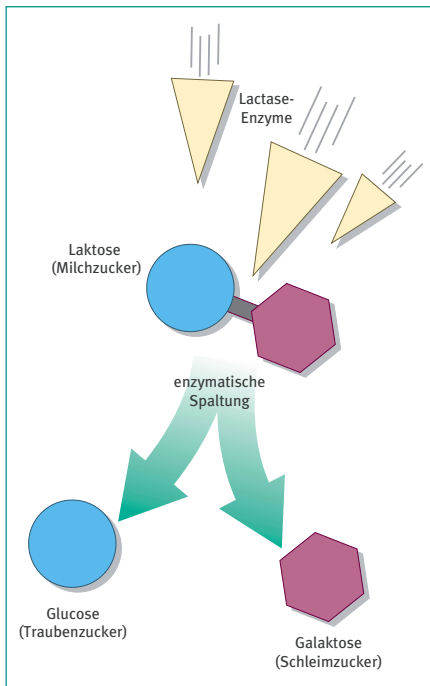 Lactase-
Enzyme
Laktose
(Milchzucker)
enzymatische
Spaltung
Glucose
(Traubenzucker)
Galaktose
(Schleimzucker)